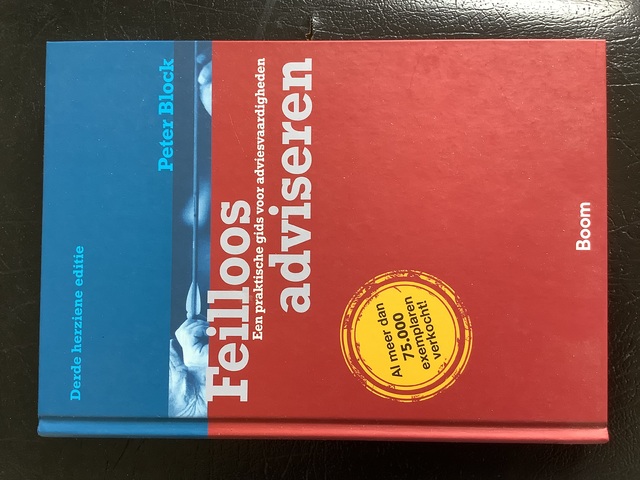 Derde herziene editie
Peter Block
Feilloos
Een praktische gids voor adviesvaardigheden
adviseren
Al meer dan
75.000
exemplaren
verkocht!
Boom